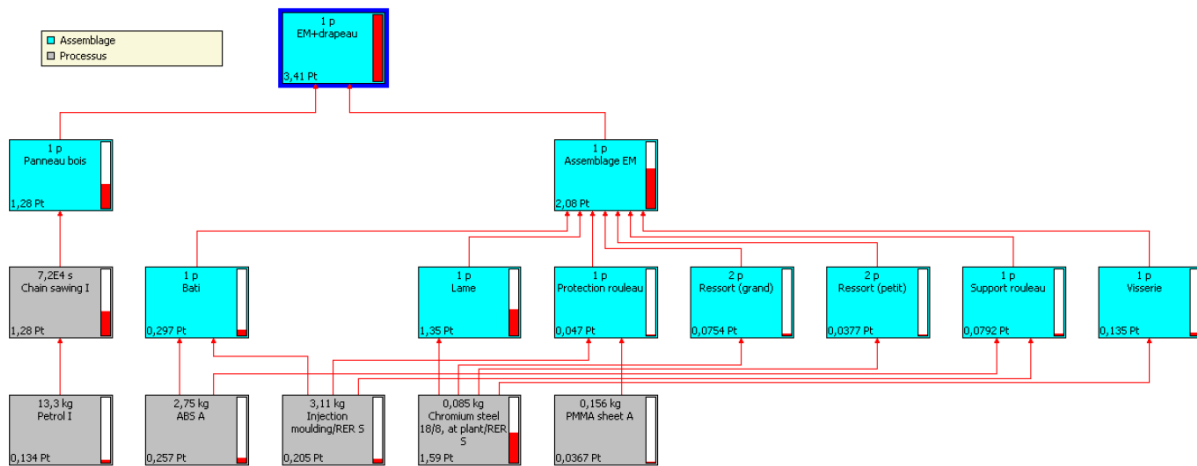 1 p
EM+drapeau
3,41 Pt
Assemblage
Processus
1 p
Panneau bois
1,28 Pt
1 p
Assemblage EM
2,08 Pt
7,2E4 s
Chain sawing I
1,28 Pt
1 p
Bati
0,297 Pt
1 p
Lame
1,35 Pt
1 p
Protection rouleau
0,047 Pt
2 p
Ressort (grand)
0,0754 Pt
2 p
Ressort (petit)
0,0377 Pt
1 p
Support rouleau
0,0792 Pt
1 p
Visserie
0,135 Pt
13,3 kg
Petrol I
0,134 Pt
2,75 kg
ABS A
0,257 Pt
3,11 kg
Injection
moulding/RER S
0,205 Pt
0,085 kg
Chromium steel
18/8, at plant/RER
S
1,59 Pt
0,156 kg
PMMA sheet A
0,0367 Pt